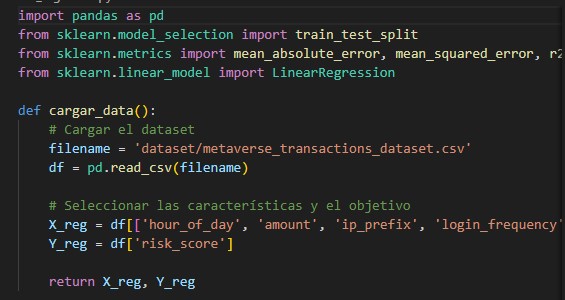 import pandas as pd
from sklearn.model_selection import train_test_split
from sklearn.metrics import mean_absolute_error, mean_squared_error,
from sklearn.linear_model import LinearRegression
def cargar_data():
# Cargar el dataset
filename = 'dataset/metaverse_transactions_dataset.csv'
df = pd.read_csv(filename)
# Seleccionar las características y el objetivo
X_reg = df[['hour_of_day', 'amount', 'ip_prefix', 'login_frequency'
Y_reg = df['risk_score']
return X_reg, Y_reg